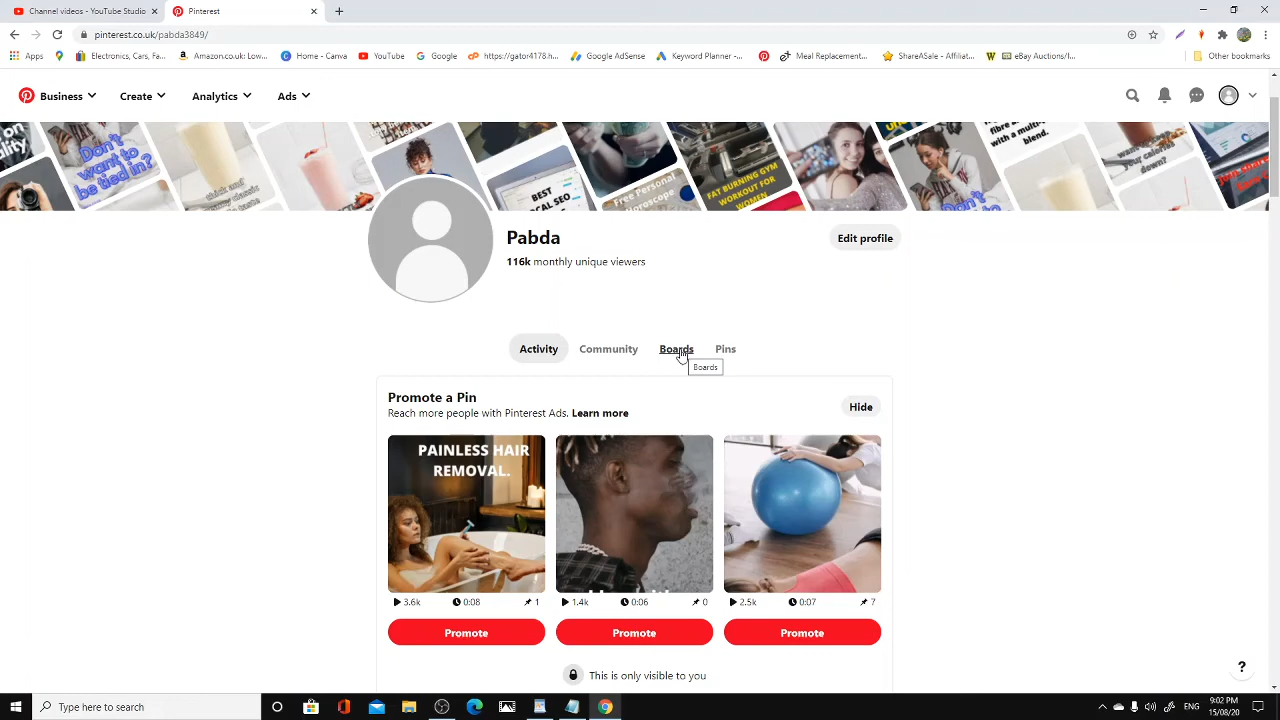 Channel videos - YouTube Studio
Pinterest
pinterest.co.uk/pabda3849/
Apps
Electronics, Cars, Fa...
Amazon.co.uk: Low...
Home - Canva
YouTube
Google
https://gator4178.h...
Google AdSense
Keyword Planner -...
Meal Replacement...
ShareASale - Affiliat...
eBay Auctions/l...
Other bookmarks
Business
Create
Analytics
Ads
Don't
want to
be tied in?
BEST
Free Personal
Horoscope
FAT BURNING GYM
WORKOUT FOR
WOMEN
Pabda
Edit profile
116k monthly unique viewers
Activity
Community
Boards
Pins
Boards
Promote a Pin
Reach more people with Pinterest Ads. Learn more
Hide
PAINLESS HAIR
REMOVAL.
3.6k
0:08
1
1.4k
0:06
0
2.5k
0:07
7
Promote
Promote
Promote
This is only visible to you
?
Type here to search
ENG
9:02 PM
15/08/20